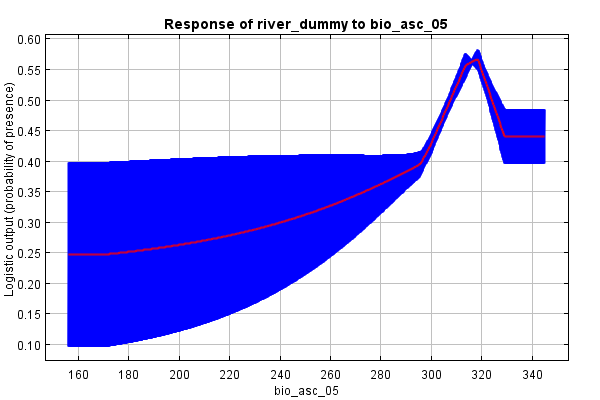 Response of river_dummy to bio_asc_05
Logistic output (probability of presence)
0.60
0.55
0.50
0.45
0.40
0.35
0.30
0.25
0.20
0.15
0.10
160 180 200 220 240 260 280 300 320 340
bio_asc_05